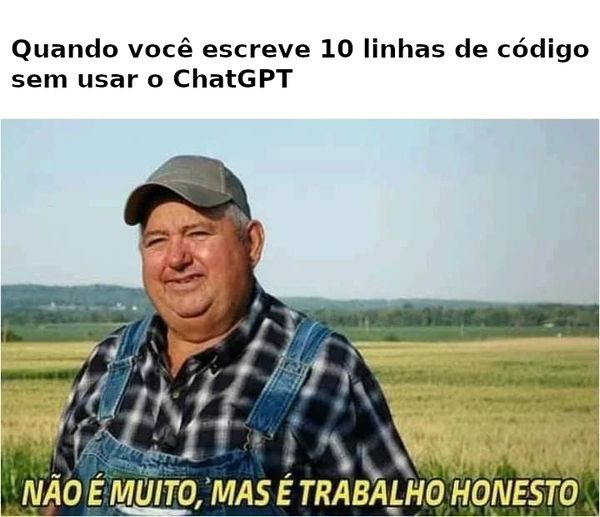 Quando você escreve 10 linhas de código
sem usar o ChatGPT
NÃO É MUITO, MAS É TRABALHO HONESTO